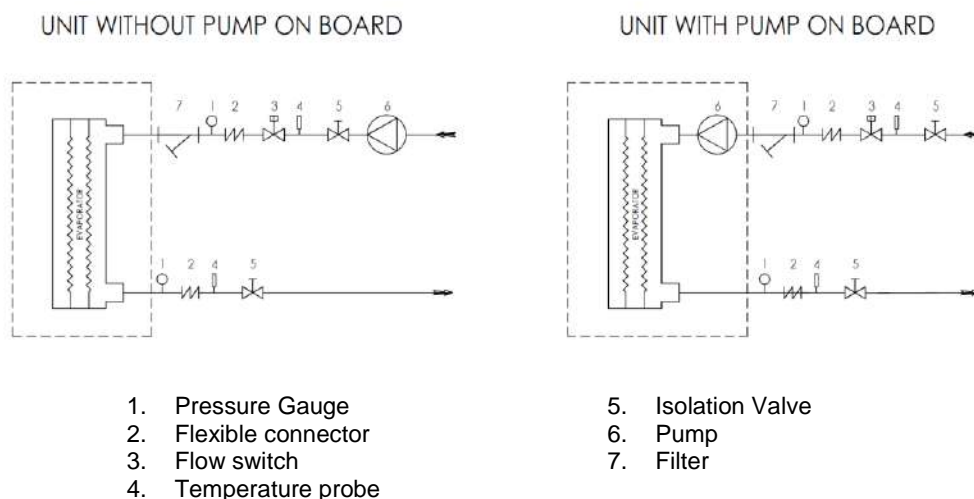 UNIT WITHOUT PUMP ON BOARD
UNIT WITH PUMP ON BOARD
7 1 2 3 4 5 6
EVAPORATOR
1 2 4 5
6 7 1 2 3 4 5
EVAPORATOR
1 2 4 5
1. Pressure Gauge
2. Flexible connector
3. Flow switch
4. Temperature probe
5. Isolation Valve
6. Pump
7. Filter